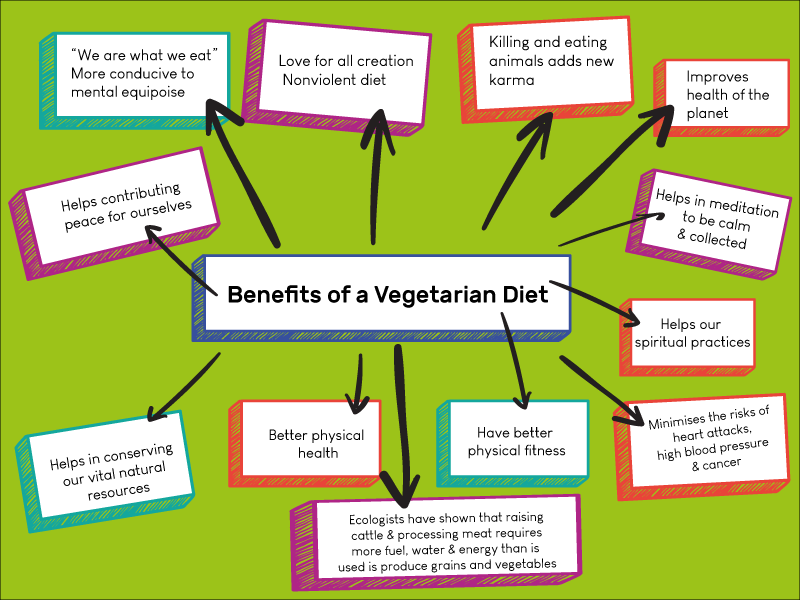 “We are what we eat”
More conducive to
mental equipoise
Love for all creation
Nonviolent diet
Killing and eating
animals adds new
karma
Improves
health of the
planet
Helps contributing
peace for ourselves
Helps in meditation
to be calm
& collected
Benefits of a Vegetarian Diet
Helps our
spiritual practices
Helps in conserving
our vital natural
resources
Better physical
health
Have better
physical fitness
Minimises the risks of
heart attacks,
high blood pressure
& cancer
Ecologists have shown that raising
cattle & processing meat requires
more fuel, water & energy than is
used is produce grains and vegetables